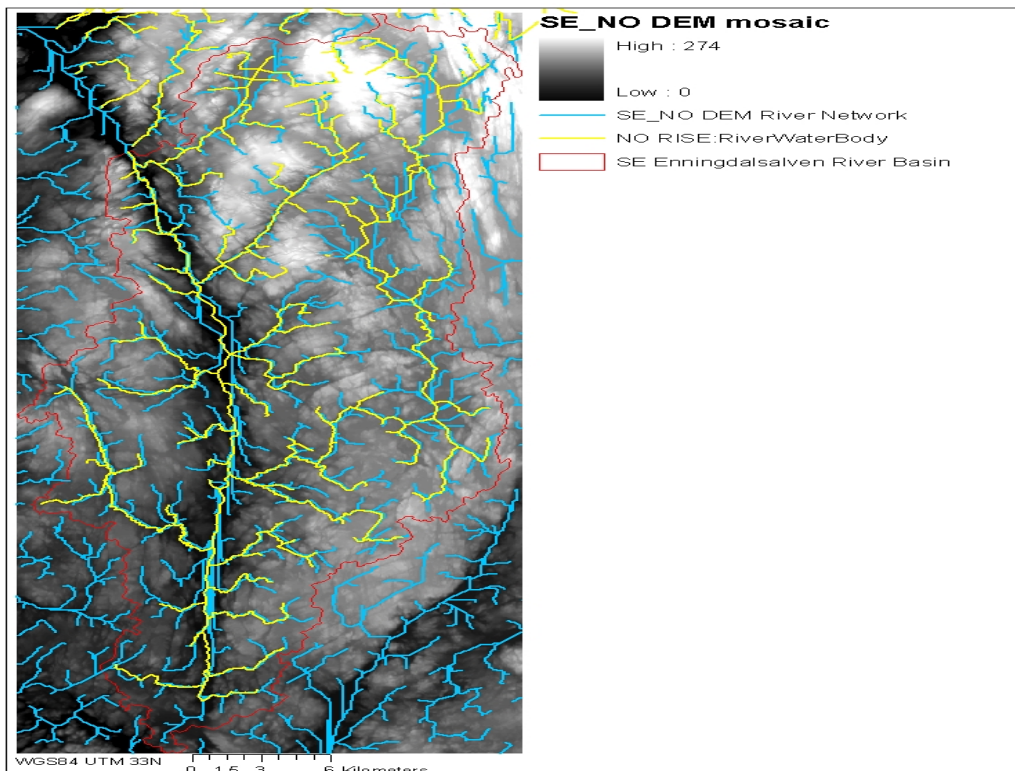 SE_NO DEM mosaic
High : 274
Low : 0
SE_NO DEM River Network
NO RISE:RiverWaterBody
SE Enningdalsalven River Basin
WGS84 UTM 33N
0 1,5 3 6 Kilometers